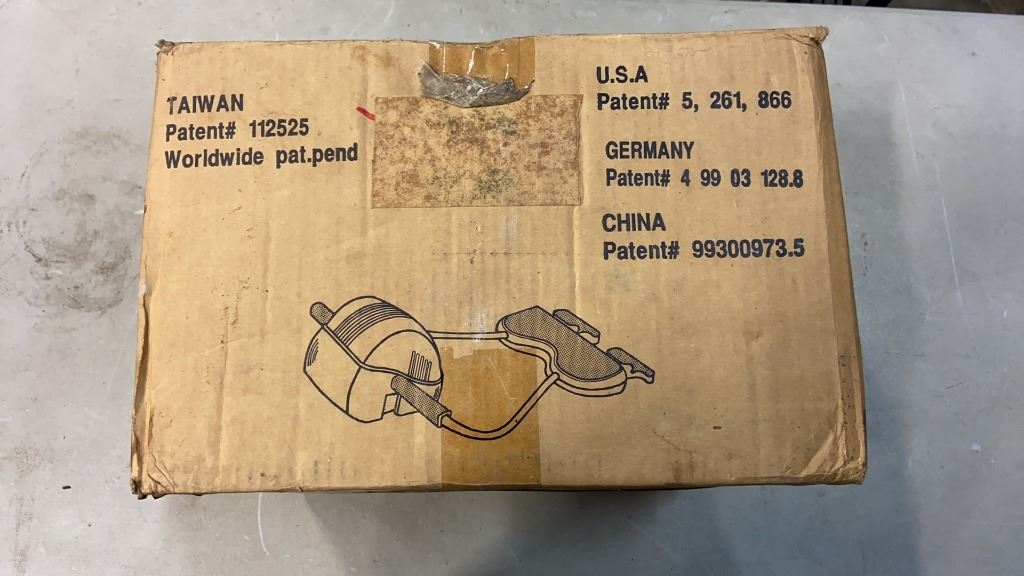 TAIWAN
Patent# 112525
Worldwide pat.pend
U.S.A
Patent# 5, 261, 866
GERMANY
Patent# 4 99 03 128.8
CHINA
Patent# 99300973.5